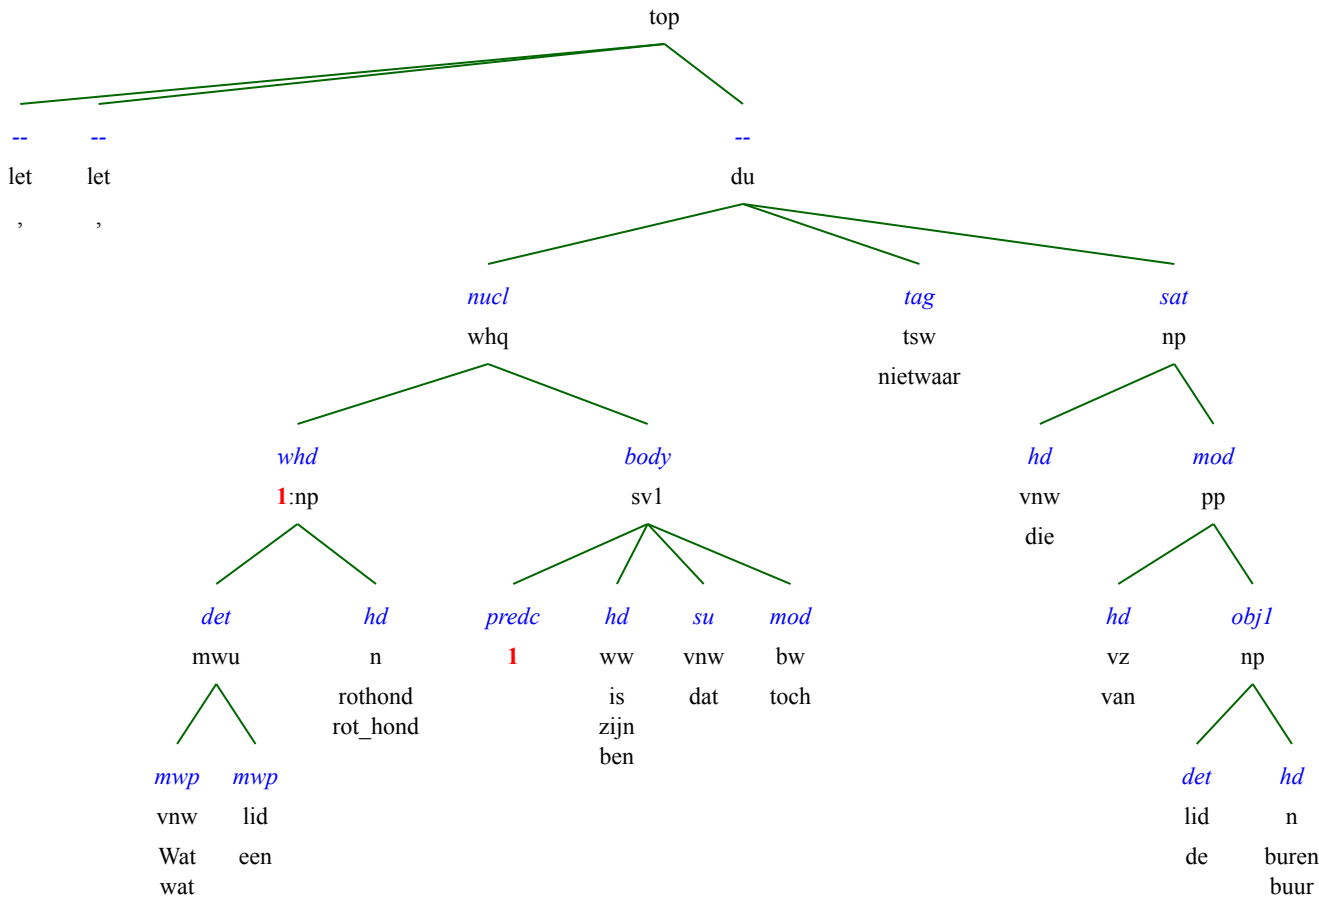 top
-- -- --
let let du
, ,
nucl tag sat
whq tsw np
nietwaar
whd body hd mod
1:np sv1 vnw pp
die
det hd predc hd su mod hd obj1
mwu n 1 ww vnw bw vz np
rothond is dat toch van
rot_hond zijn
ben
mwp mwp det hd
vnw lid lid n
Wat een de buren
wat buur